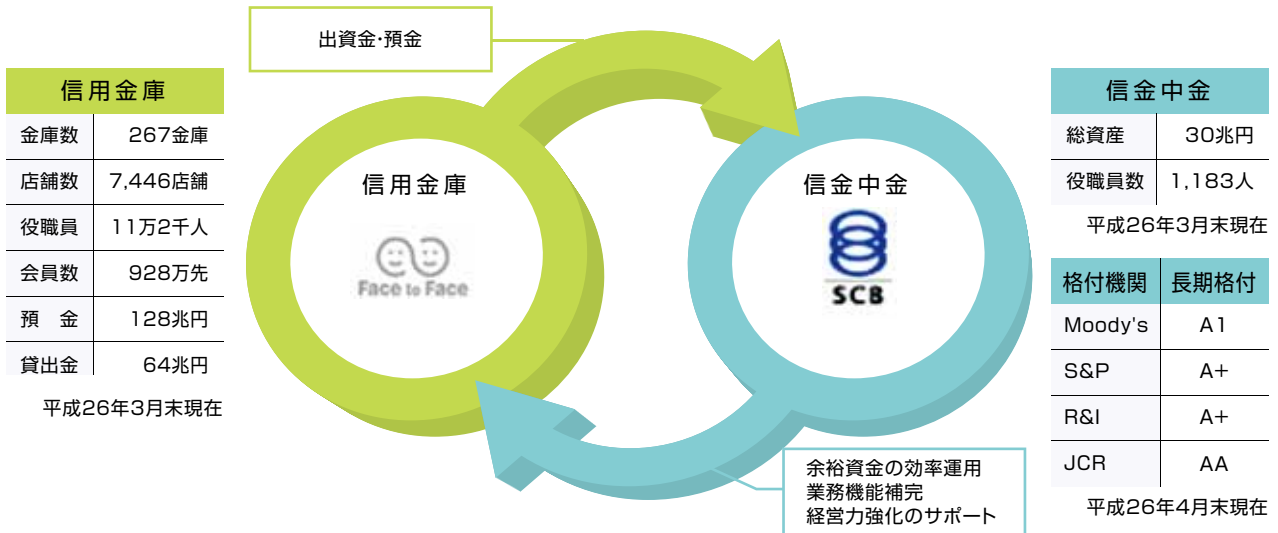 出資金・預金
信用金庫
金庫数 267金庫
店舗数 7,446店舗
役職員 11万2千人
会員数 928万先
預　金 128兆円
貸出金 64兆円
平成26年3月末現在
信用金庫
Face to Face
信金中金
SCB
余裕資金の効率運用
業務機能補完
経営力強化のサポート
信金中金
総資産 30兆円
役職員数 1,183人
平成26年3月末現在
格付機関 長期格付
Moody's A1
S&P A+
R&I A+
JCR AA
平成26年4月末現在